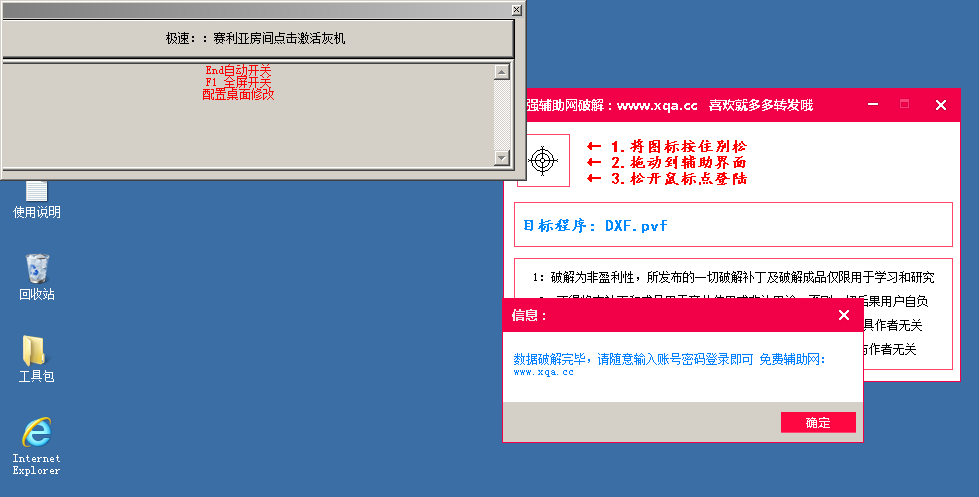 极速：：赛利亚房间点击激活灰机
End自动开关
F1 全屏开关
配置桌面修改
使用说明
回收站
工具包
Internet
Explorer
强辅助网破解：www.xqa.cc 喜欢就多多转发哦
← 1.将图标按住别松
← 2.拖动到辅助界面
← 3.松开鼠标点登陆
目标程序: DXF.pvf
1：破解为非盈利性，所发布的一切破解补丁及破解成品仅限用于学习和研究
后果用户自负
具作者无关
与作者无关
信息：
数据破解完毕，请随意输入账号密码登录即可 免费辅助网：
www.xqa.cc
确定